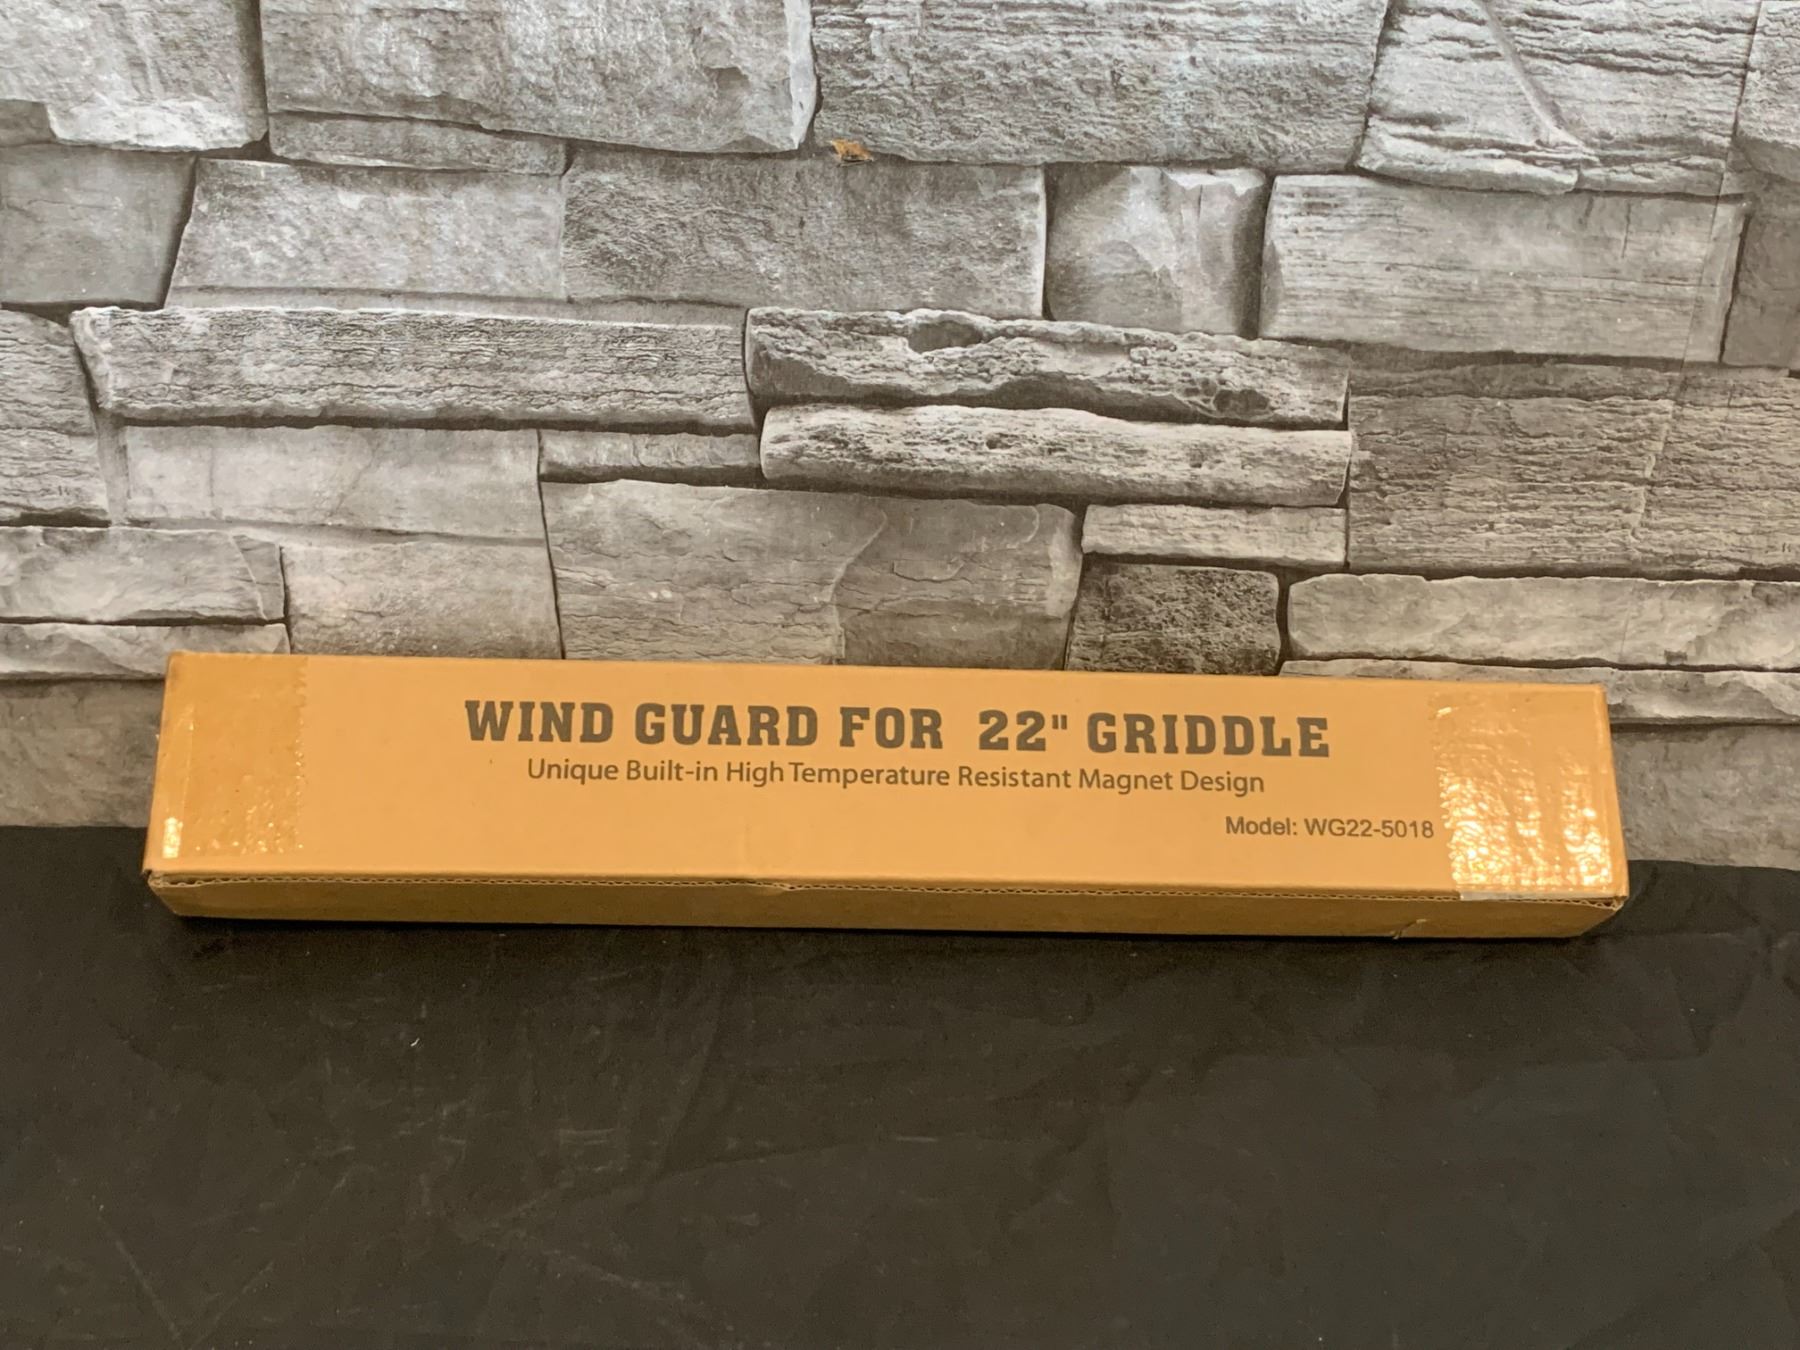 WIND GUARD FOR 22" GRIDDLE
Unique Built-in High Temperature Resistant Magnet Design
Model: WG22-5018